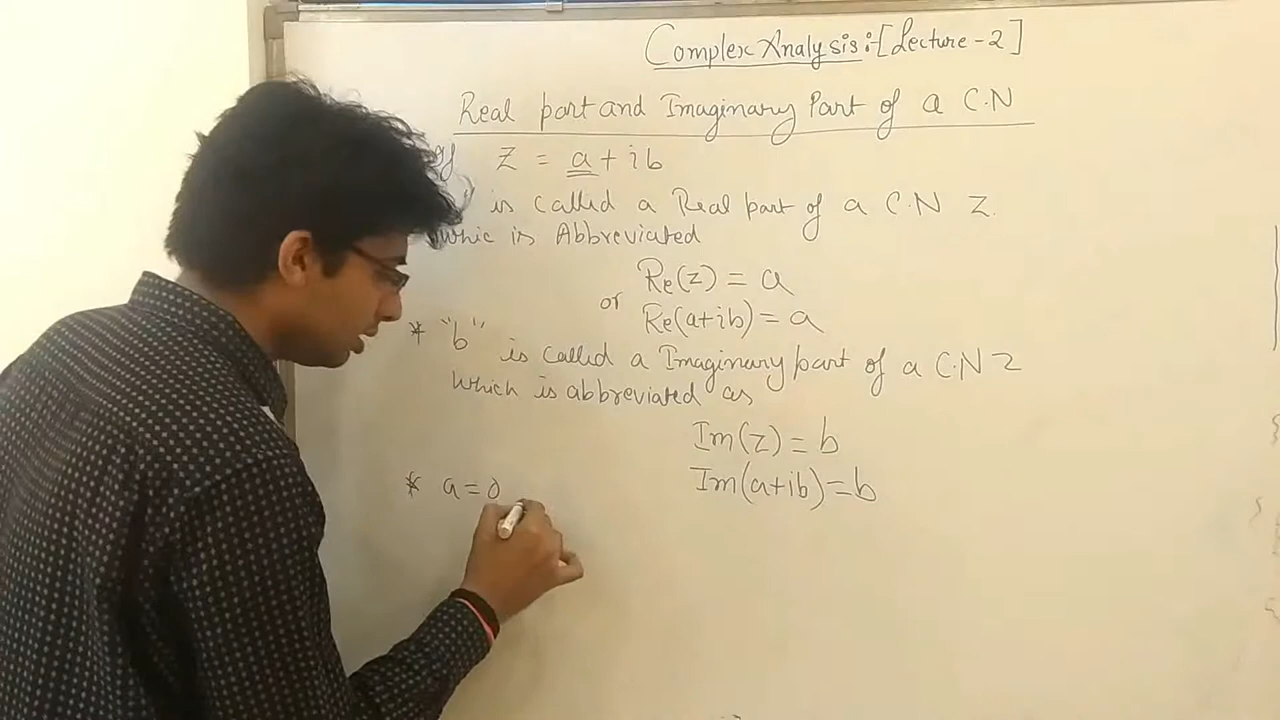 Complex Analysis:-[Lecture-2]
Real part and Imaginary Part of a C.N
If Z = a + ib
is called a Real part of a C.N Z.
whic is Abbreviated
Re(z) = a
or
Re(a+ib) = a
* "b" is called a Imaginary part of a C.N Z
which is abbreviated as
Im(z) = b
Im(a+ib) = b
* a=0